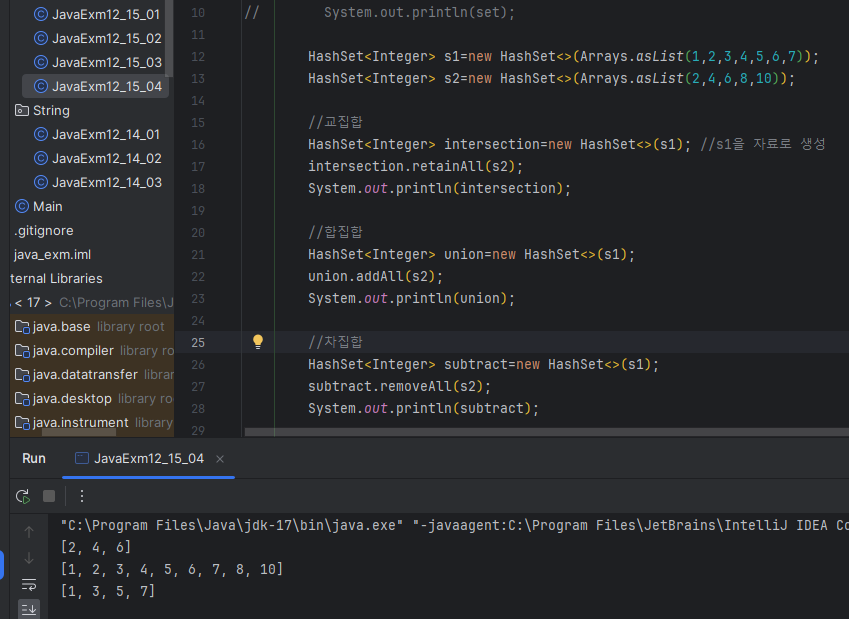 JavaExm12_15_01
JavaExm12_15_02
JavaExm12_15_03
JavaExm12_15_04
String
JavaExm12_14_01
JavaExm12_14_02
JavaExm12_14_03
Main
.gitignore
java_exm.iml
ternal Libraries
< 17 > C:\Program Files\J
java.base library root
java.compiler library ro
java.datatransfer librar
java.desktop library ro
java.instrument library
10 // System.out.println(set);
11
12 HashSet<Integer> s1=new HashSet<>(Arrays.asList(1,2,3,4,5,6,7));
13 HashSet<Integer> s2=new HashSet<>(Arrays.asList(2,4,6,8,10));
14
15 //교집합
16 HashSet<Integer> intersection=new HashSet<>(s1); //s1을 자료로 생성
17 intersection.retainAll(s2);
18 System.out.println(intersection);
19
20 //합집합
21 HashSet<Integer> union=new HashSet<>(s1);
22 union.addAll(s2);
23 System.out.println(union);
24
25 //차집합
26 HashSet<Integer> subtract=new HashSet<>(s1);
27 subtract.removeAll(s2);
28 System.out.println(subtract);
29
Run JavaExm12_15_04 ×
"C:\Program Files\Java\jdk-17\bin\java.exe" "-javaagent:C:\Program Files\JetBrains\IntelliJ IDEA Co
[2, 4, 6]
[1, 2, 3, 4, 5, 6, 7, 8, 10]
[1, 3, 5, 7]